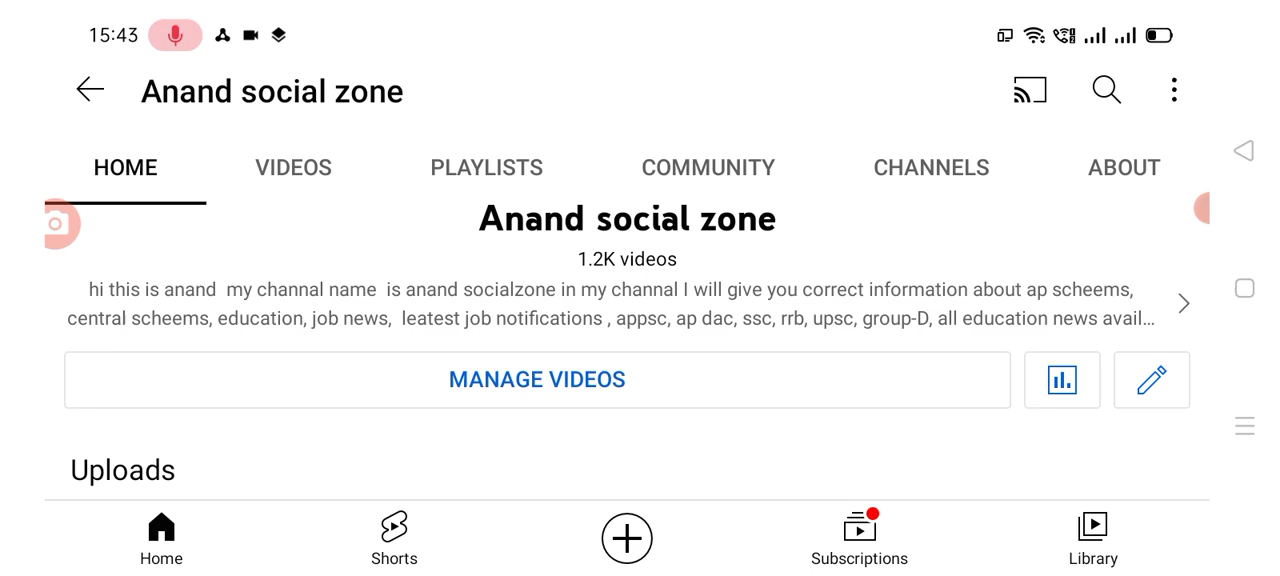 15:43
Anand social zone
HOME VIDEOS PLAYLISTS COMMUNITY CHANNELS ABOUT
Anand social zone
1.2K videos
hi this is anand my channal name is anand socialzone in my channal I will give you correct information about ap scheems,
central scheems, education, job news, leatest job notifications , appsc, ap dac, ssc, rrb, upsc, group-D, all education news avail...
MANAGE VIDEOS
Uploads
Home Shorts Subscriptions Library